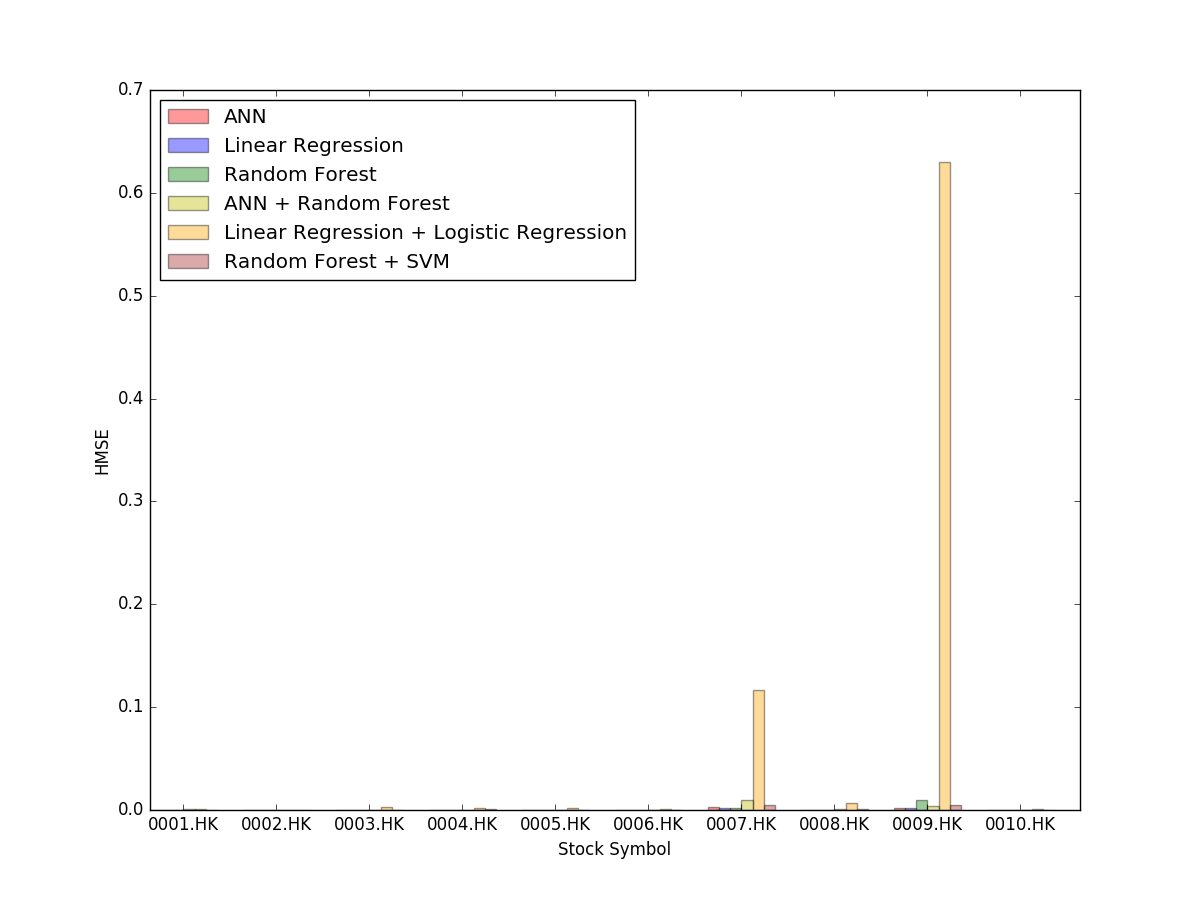 0.7
0.6
0.5
0.4
0.3
0.2
0.1
0.0
HMSE
ANN
Linear Regression
Random Forest
ANN + Random Forest
Linear Regression + Logistic Regression
Random Forest + SVM
0001.HK 0002.HK 0003.HK 0004.HK 0005.HK 0006.HK 0007.HK 0008.HK 0009.HK 0010.HK
Stock Symbol